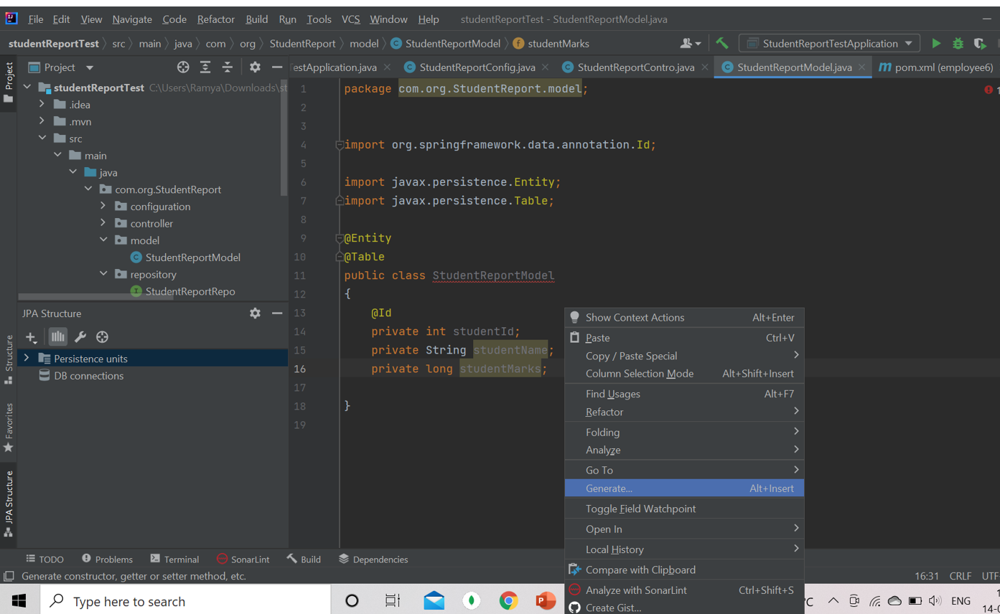 File Edit View Navigate Code Refactor Build Run Tools VCS Window Help studentReportTest - StudentReportModel.java
studentReportTest src main java com org StudentReport model StudentReportModel studentMarks StudentReportTestApplication
Project
estApplication.java StudentReportConfig.java StudentReportContro.java StudentReportModel.java pom.xml (employee6)
Project
studentReportTest C:\Users\Ramya\Downloads\st
.idea
.mvn
src
main
java
com.org.StudentReport
configuration
controller
model
StudentReportModel
repository
StudentReportRepo
JPA Structure
Persistence units
DB connections
Structure
Favorites
JPA Structure
1 package com.org.StudentReport.model;
2
3
4 import org.springframework.data.annotation.Id;
5
6 import javax.persistence.Entity;
7 import javax.persistence.Table;
8
9 @Entity
10 @Table
11 public class StudentReportModel
12 {
13 @Id
14 private int studentId;
15 private String studentName;
16 private long studentMarks;
17
18 }
19
1
Show Context Actions Alt+Enter
Paste Ctrl+V
Copy / Paste Special
Column Selection Mode Alt+Shift+Insert
Find Usages Alt+F7
Refactor
Folding
Analyze
Go To
Generate... Alt+Insert
Toggle Field Watchpoint
Open In
Local History
Compare with Clipboard
Analyze with SonarLint Ctrl+Shift+S
Create Gist...
TODO Problems Terminal SonarLint Build Dependencies
Generate constructor, getter or setter method, etc. 16:31 CRLF UTF-
Type here to search
°C ENG
14-